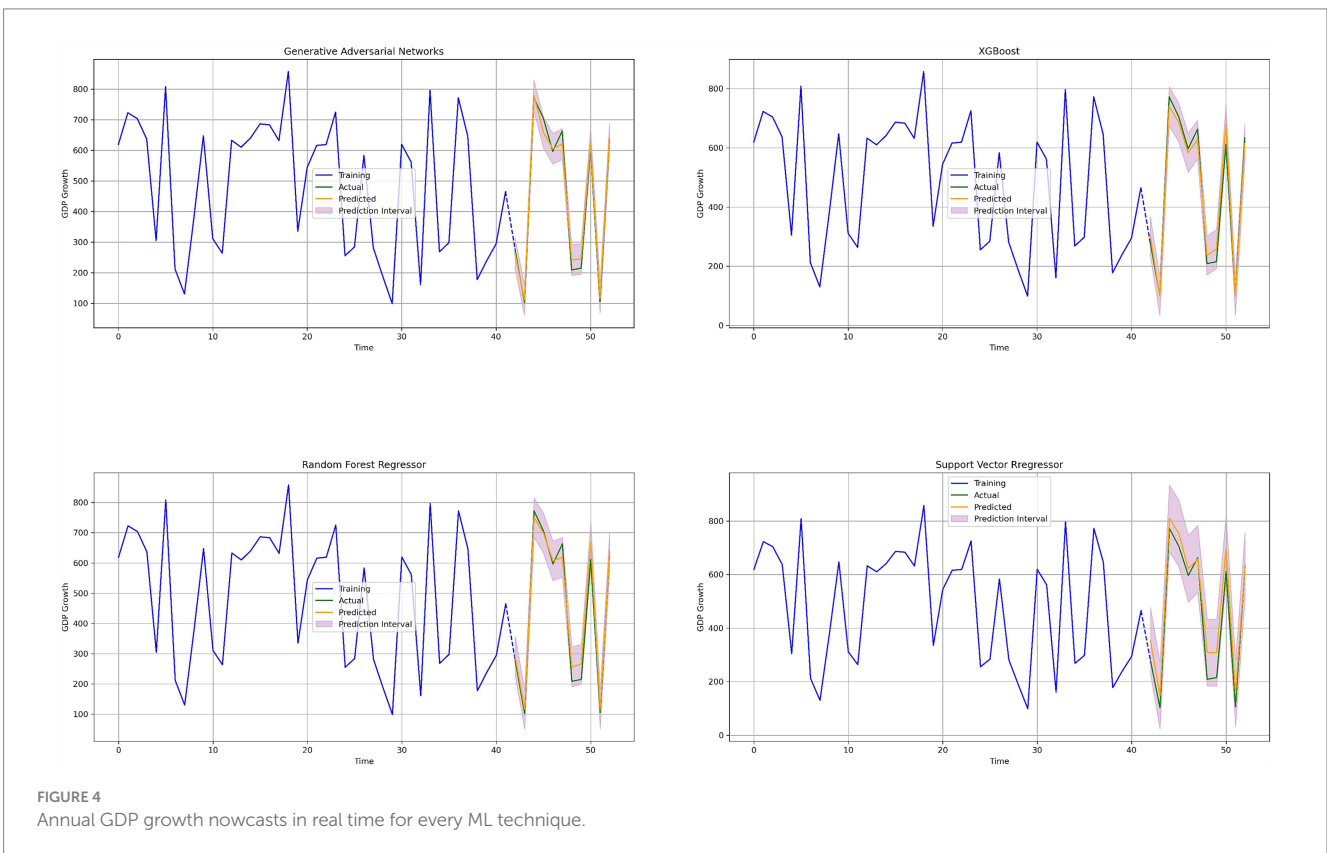 Generative Adversarial Networks
GDP Growth
800
700
600
500
400
300
200
100
Training
Actual
Predicted
Prediction Interval
0 10 20 30 40 50
Time
XGBoost
GDP Growth
800
600
400
200
0
Training
Actual
Predicted
Prediction Interval
0 10 20 30 40 50
Time
Random Forest Regressor
GDP Growth
800
700
600
500
400
300
200
100
Training
Actual
Predicted
Prediction Interval
0 10 20 30 40 50
Time
Support Vector Rregressor
GDP Growth
800
600
400
200
0
Training
Actual
Predicted
Prediction Interval
0 10 20 30 40 50
Time
FIGURE 4
Annual GDP growth nowcasts in real time for every ML technique.